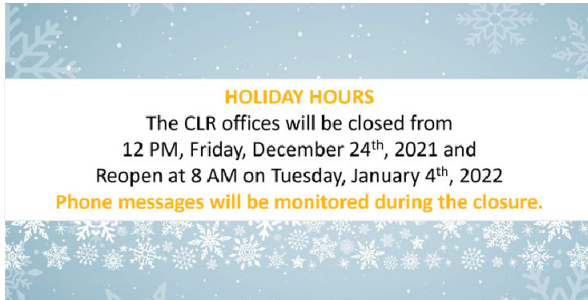 HOLIDAY HOURS
The CLR offices will be closed from
12 PM, Friday, December 24th, 2021 and
Reopen at 8 AM on Tuesday, January 4th, 2022
Phone messages will be monitored during the closure.